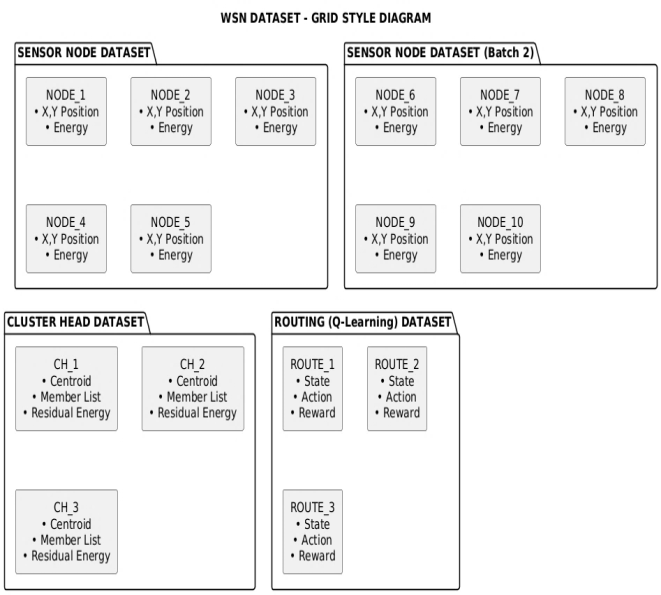 WSN DATASET - GRID STYLE DIAGRAM
SENSOR NODE DATASET
NODE_1
• X,Y Position
• Energy
NODE_2
• X,Y Position
• Energy
NODE_3
• X,Y Position
• Energy
NODE_4
• X,Y Position
• Energy
NODE_5
• X,Y Position
• Energy
SENSOR NODE DATASET (Batch 2)
NODE_6
• X,Y Position
• Energy
NODE_7
• X,Y Position
• Energy
NODE_8
• X,Y Position
• Energy
NODE_9
• X,Y Position
• Energy
NODE_10
• X,Y Position
• Energy
CLUSTER HEAD DATASET
CH_1
• Centroid
• Member List
• Residual Energy
CH_2
• Centroid
• Member List
• Residual Energy
CH_3
• Centroid
• Member List
• Residual Energy
ROUTING (Q-Learning) DATASET
ROUTE_1
• State
• Action
• Reward
ROUTE_2
• State
• Action
• Reward
ROUTE_3
• State
• Action
• Reward